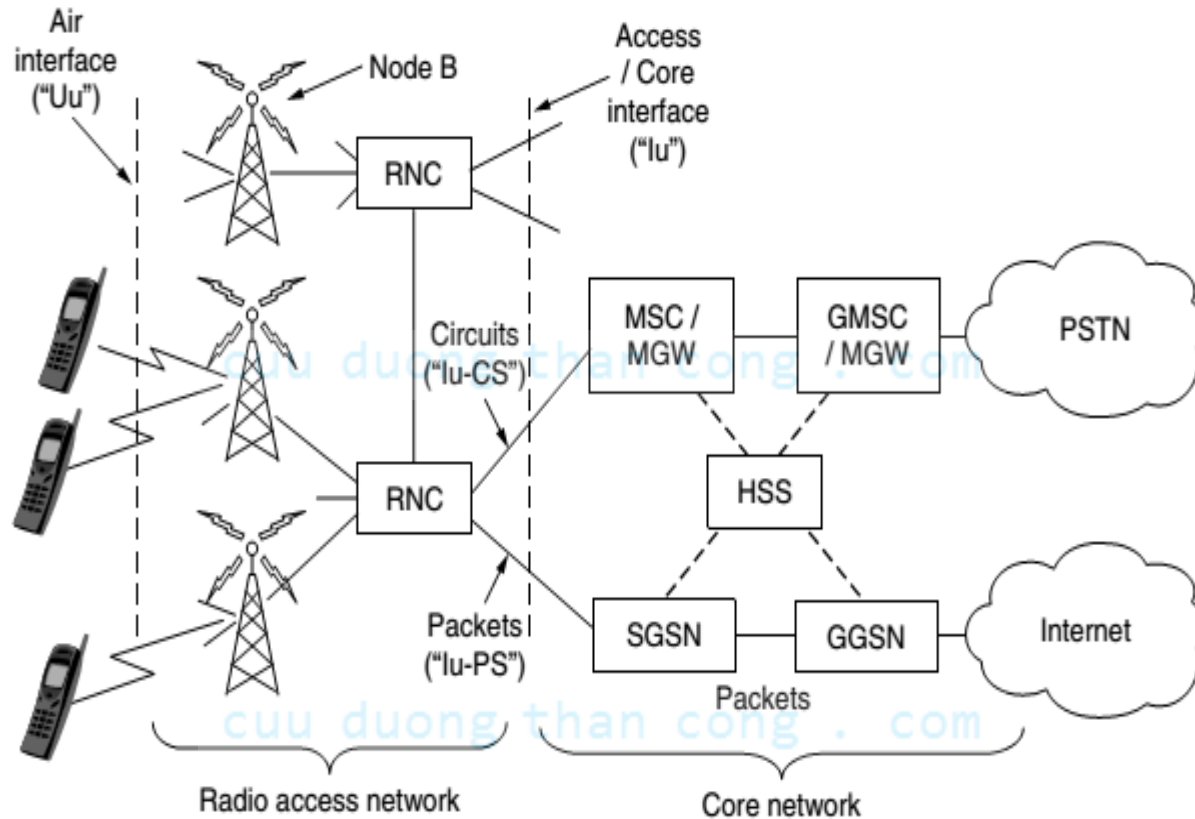 Air
interface
("Uu")
Node B
Access
/ Core
interface
("Iu")
RNC
MSC /
MGW
GMSC
/ MGW
PSTN
Circuits
("Iu-CS")
cuu duong than cong . com
HSS
RNC
Packets
("Iu-PS")
SGSN
GGSN
Internet
Packets
cuu duong than cong . com
Radio access network
Core network